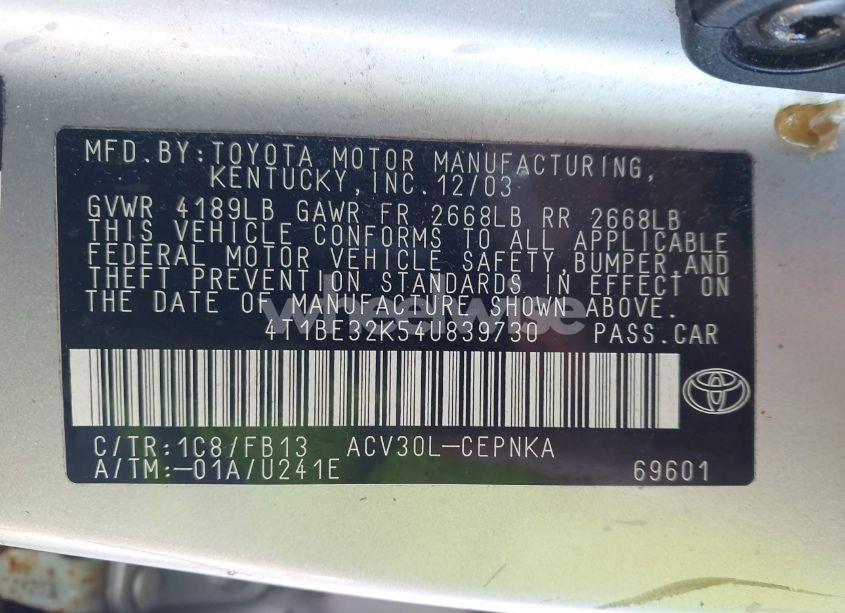 MFD.BY:TOYOTA MOTOR MANUFACTURING,
KENTUCKY,INC.12/03
GVWR 4189LB GAWR FR 2668LB RR 2668LB
THIS VEHICLE CONFORMS TO ALL APPLICABLE
FEDERAL MOTOR VEHICLE SAFETY,BUMPER,AND
THEFT PREVENTION STANDARDS IN EFFECT ON
THE DATE OF MANUFACTURE SHOWN ABOVE.
wheelwise
4T1BE32K54U839730 PASS.CAR
C/TR:1C8/FB13 ACV30L-CEPNKA
A/TM:-01A/U241E 69601